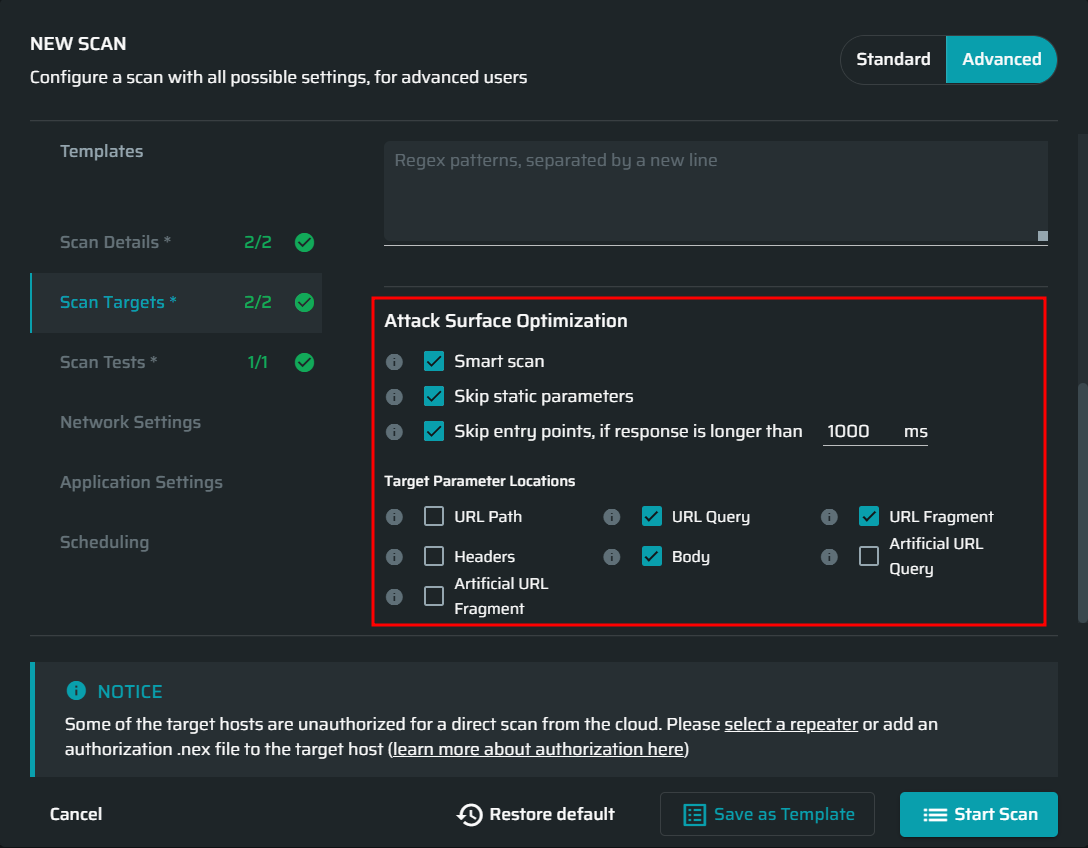 NEW SCAN
Configure a scan with all possible settings, for advanced users
Standard
Advanced
Templates
Scan Details * 2/2
Scan Targets * 2/2
Scan Tests * 1/1
Network Settings
Application Settings
Scheduling
Regex patterns, separated by a new line
Attack Surface Optimization
Smart scan
Skip static parameters
Skip entry points, if response is longer than 1000 ms
Target Parameter Locations
URL Path
URL Query
URL Fragment
Headers
Body
Artificial URL
Query
Artificial URL
Fragment
NOTICE
Some of the target hosts are unauthorized for a direct scan from the cloud. Please select a repeater or add an
authorization .nex file to the target host (learn more about authorization here)
Cancel
Restore default
Save as Template
Start Scan